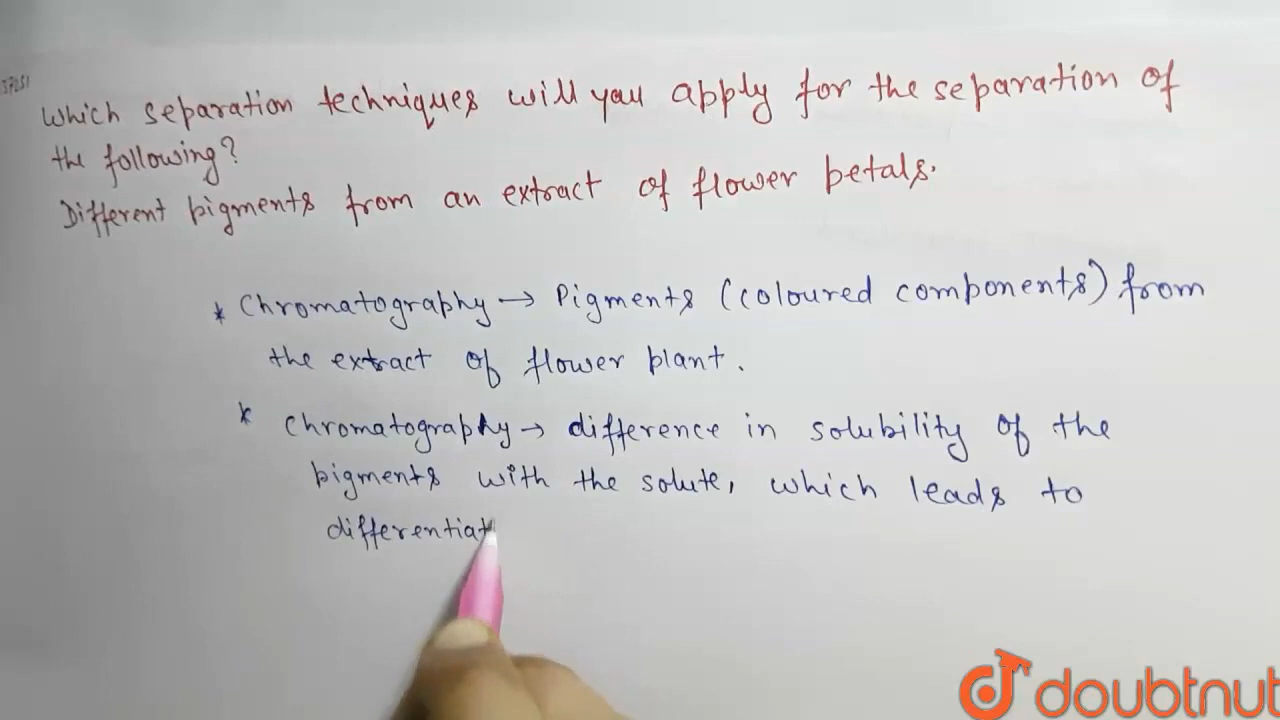 37251
Which separation techniques will you apply for the separation of
the following?
Different pigments from an extract of flower petals.
* Chromatography → Pigments (coloured components) from
the extract of flower plant.
* Chromatography → difference in solubility of the
pigments with the solute, which leads to
differentiat
doubtnut